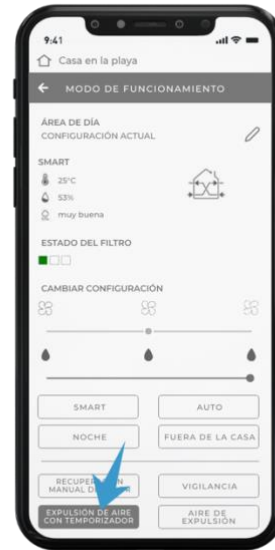 9:41
Casa en la playa
MODO DE FUNCIONAMIENTO
ÁREA DE DÍA
CONFIGURACIÓN ACTUAL
SMART
25°C
53%
muy buena
ESTADO DEL FILTRO
CAMBIAR CONFIGURACIÓN
SMART
AUTO
NOCHE
FUERA DE LA CASA
MANUAL
VIGILANCIA
EXPULSIÓN DE AIRE
CON TEMPORIZADOR
AIRE DE
EXPULSIÓN